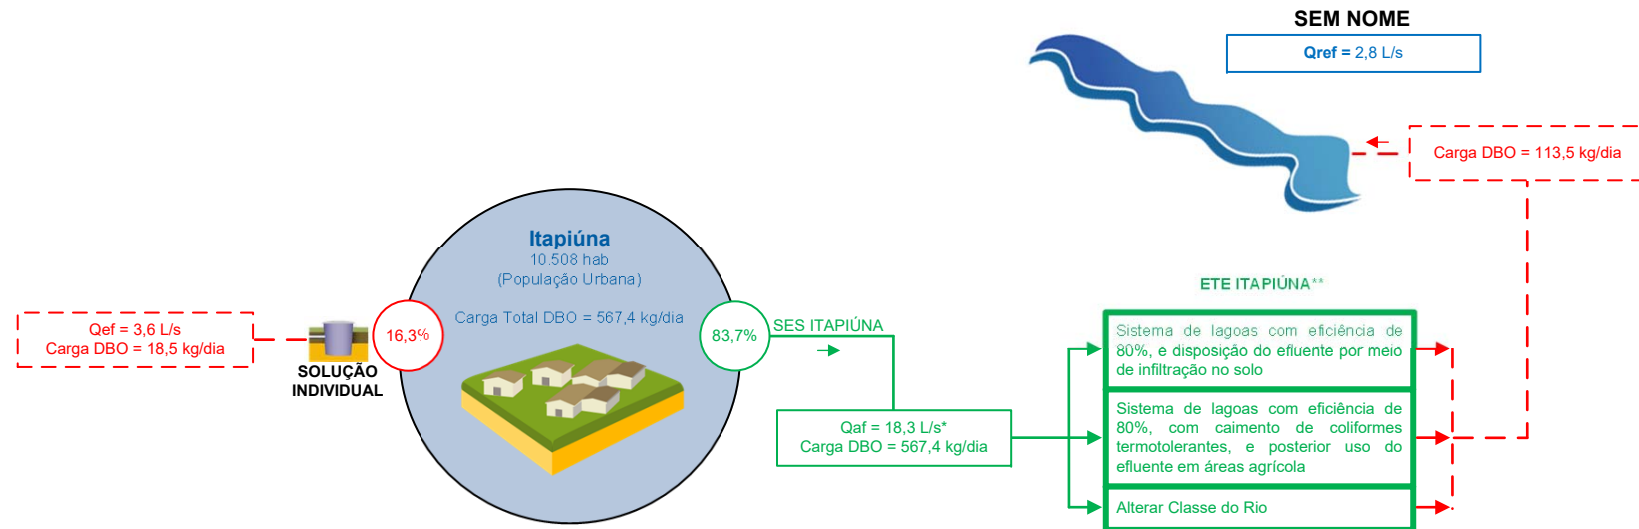 SEM NOME
Qref = 2,8 L/s
Carga DBO = 113,5 kg/dia
Itapiúna
10.508 hab
(População Urbana)
Carga Total DBO = 567,4 kg/dia
Qef = 3,6 L/s
Carga DBO = 18,5 kg/dia
SOLUÇÃO
INDIVIDUAL
16,3%
83,7%
SES ITAPIÚNA
Qaf = 18,3 L/s*
Carga DBO = 567,4 kg/dia
ETE ITAPIÚNA**
Sistema de lagoas com eficiência de
80%, e disposição do efluente por meio
de infiltração no solo
Sistema de lagoas com eficiência de
80%, com caimento de coliformes
termotolerantes, e posterior uso do
efluente em áreas agrícola
Alterar Classe do Rio